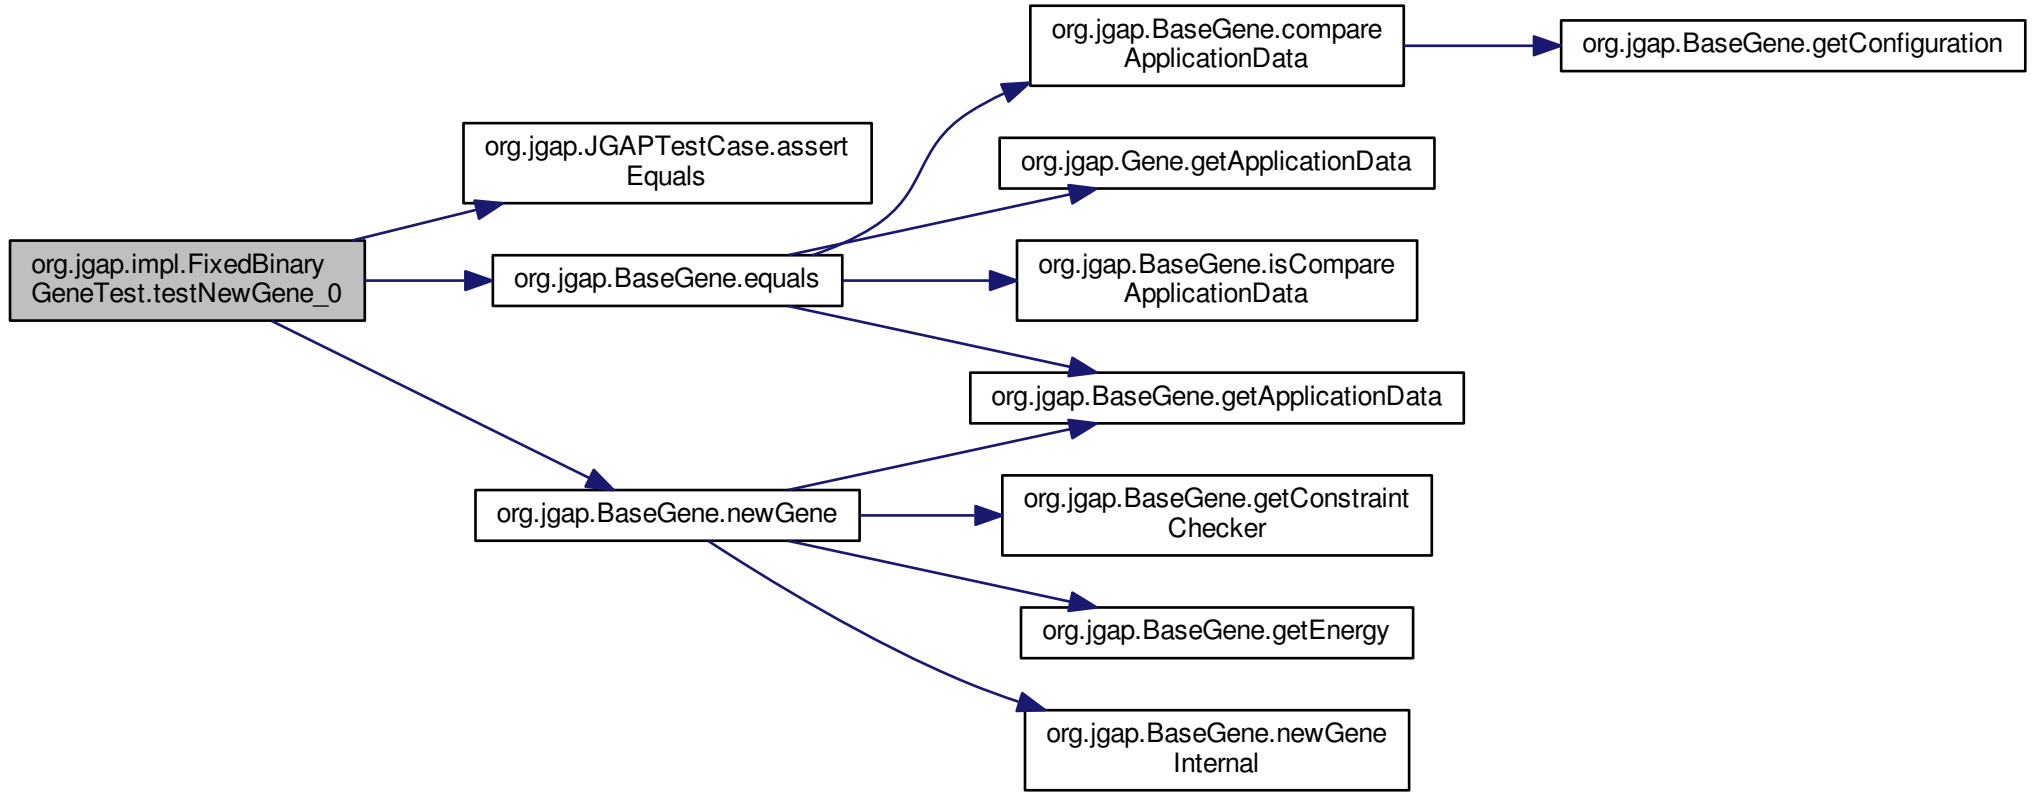 org.jgap.impl.FixedBinary
GeneTest.testNewGene_0
org.jgap.JGAPTestCase.assert
Equals
org.jgap.BaseGene.equals
org.jgap.BaseGene.newGene
org.jgap.BaseGene.compare
ApplicationData
org.jgap.Gene.getApplicationData
org.jgap.BaseGene.isCompare
ApplicationData
org.jgap.BaseGene.getApplicationData
org.jgap.BaseGene.getConstraint
Checker
org.jgap.BaseGene.getEnergy
org.jgap.BaseGene.newGene
Internal
org.jgap.BaseGene.getConfiguration